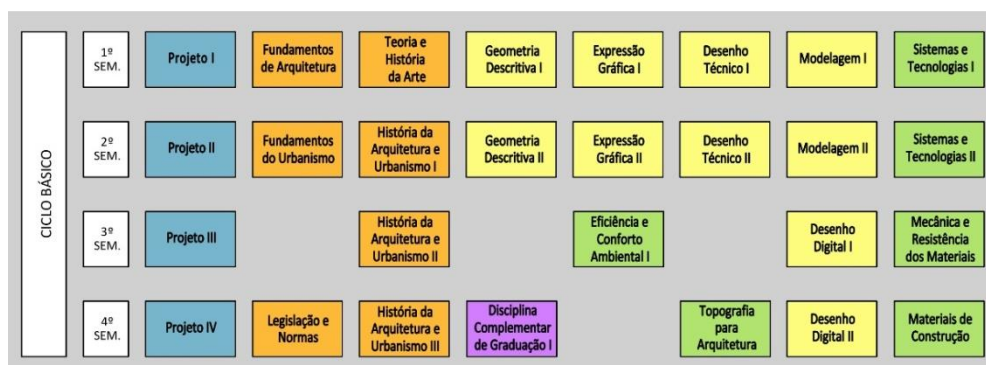 CICLO BÁSICO
1º
SEM.
Projeto I
Fundamentos
de Arquitetura
Teoria e
História
da Arte
Geometria
Descritiva I
Expressão
Gráfica I
Desenho
Técnico I
Modelagem I
Sistemas e
Tecnologias I
2º
SEM.
Projeto II
Fundamentos
do Urbanismo
História da
Arquitetura e
Urbanismo I
Geometria
Descritiva II
Expressão
Gráfica II
Desenho
Técnico II
Modelagem II
Sistemas e
Tecnologias II
3º
SEM.
Projeto III
História da
Arquitetura e
Urbanismo II
Eficiência e
Conforto
Ambiental I
Desenho
Digital I
Mecânica e
Resistência
dos Materiais
4º
SEM.
Projeto IV
Legislação e
Normas
História da
Arquitetura e
Urbanismo III
Disciplina
Complementar
de Graduação I
Topografia
para
Arquitetura
Desenho
Digital II
Materiais de
Construção